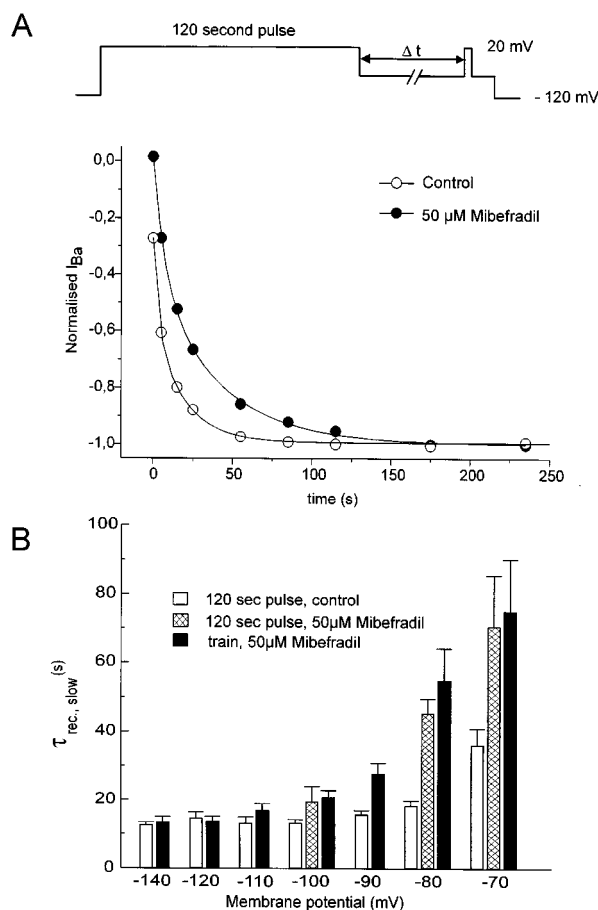 A
120 second pulse
Δ t
20 mV
- 120 mV
0,0
-0,2
-0,4
-0,6
-0,8
-1,0
Normalised I_Ba
Control
50 µM Mibefradil
0
50
100
150
200
250
time (s)
B
100
80
60
40
20
0
τ rec., slow (s)
120 sec pulse, control
120 sec pulse, 50µM Mibefradil
train, 50µM Mibefradil
-140
-120
-110
-100
-90
-80
-70
Membrane potential (mV)